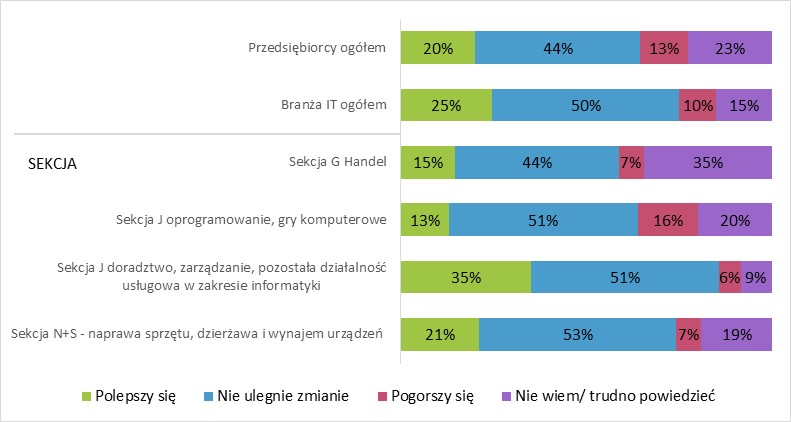 Przedsiębiorcy ogółem 20% 44% 13% 23%
Branża IT ogółem 25% 50% 10% 15%
SEKCJA
Sekcja G Handel 15% 44% 7% 35%
Sekcja J oprogramowanie, gry komputerowe 13% 51% 16% 20%
Sekcja J doradztwo, zarządzanie, pozostała działalność
usługowa w zakresie informatyki 35% 51% 6% 9%
Sekcja N+S - naprawa sprzętu, dzierżawa i wynajem urządzeń 21% 53% 7% 19%
Polepszy się Nie ulegnie zmianie Pogorszy się Nie wiem/ trudno powiedzieć